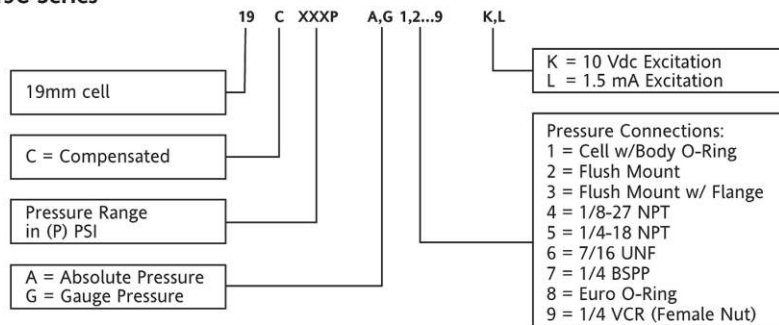 19 C XXXP A,G 1,2...9 K,L
19mm cell
C = Compensated
Pressure Range
in (P) PSI
A = Absolute Pressure
G = Gauge Pressure
K = 10 Vdc Excitation
L = 1.5 mA Excitation
Pressure Connections:
1 = Cell w/Body O-Ring
2 = Flush Mount
3 = Flush Mount w/ Flange
4 = 1/8-27 NPT
5 = 1/4-18 NPT
6 = 7/16 UNF
7 = 1/4 BSPP
8 = Euro O-Ring
9 = 1/4 VCR (Female Nut)